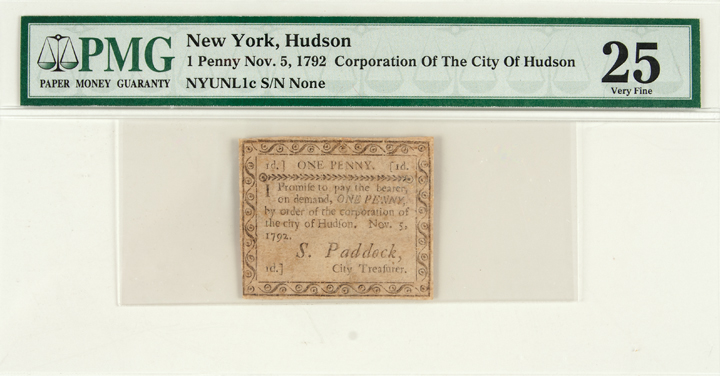 PMG
PAPER MONEY GUARANTY
New York, Hudson
1 Penny Nov. 5, 1792 Corporation Of The City Of Hudson
NYUNL1c S/N None
25
Very Fine
1d.] ONE PENNY. [1d.
I Promiſe to pay the bearer,
on demand, ONE PENNY,
by order of the corporation of
the city of Hudſon. Nov. 5,
1792.
S. Paddock,
1d.] City Treaſurer.